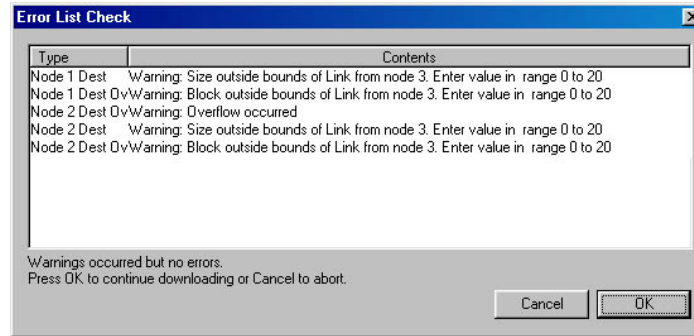 Error List Check
Type Contents
Node 1 Dest Warning: Size outside bounds of Link from node 3. Enter value in range 0 to 20
Node 1 Dest Ov Warning: Block outside bounds of Link from node 3. Enter value in range 0 to 20
Node 2 Dest Ov Warning: Overflow occurred
Node 2 Dest Warning: Size outside bounds of Link from node 3. Enter value in range 0 to 20
Node 2 Dest Ov Warning: Block outside bounds of Link from node 3. Enter value in range 0 to 20
Warnings occurred but no errors.
Press OK to continue downloading or Cancel to abort.
Cancel OK